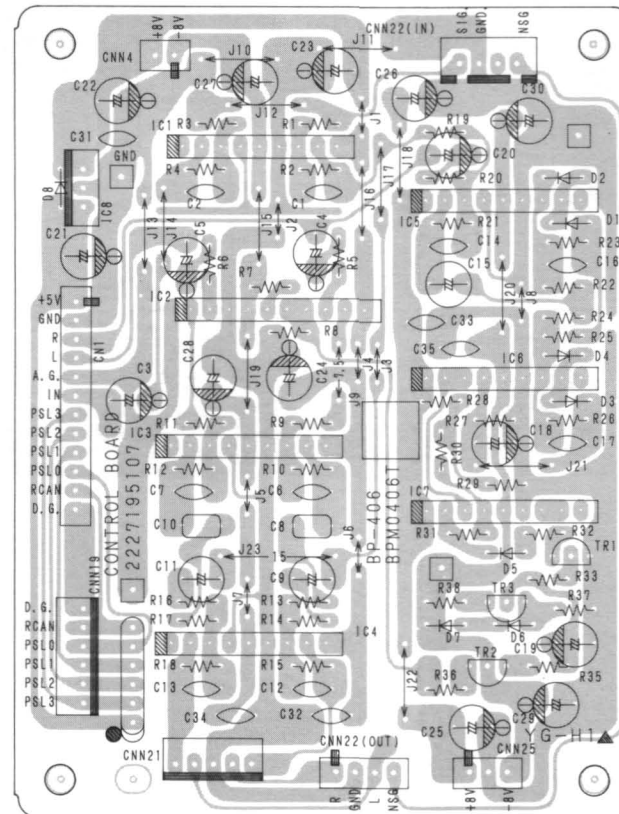 CNN22(IN)
SIG.
GND.
NSG
+8V
-8V
CNN4
J10
C23
J11
C22
C27
C26
C30
J12
J1
R3
R1
R19
C31
IC1
J18
C20
GND
R4
R2
J17
R20
D2
D8
J16
IC8
C2
C1
IC5
J13
J14
J15
J2
R21
D1
C21
C5
IC4
C14
R23
R6
R5
C15
C16
R7
J20
J8
R22
+5V
IC2
GND
R8
C33
R24
R
C35
R25
L
CN1
C28
J19
C24
J4
J3
IC6
D4
A.G.
IN
C3
J9
R28
D3
PSL3
R11
R9
R27
R26
PSL2
IC3
C18
C17
PSL1
R12
R10
R30
J21
PSL0
C7
J5
C6
RCAN
IC7
D.G.
C10
C8
J6
R31
R32
CONTROL BOARD
2227195107
BP-406
BPM0406T
CNN19
C11
J23
15
C9
D5
TR1
R33
R16
J7
R13
R38
TR3
D.G.
R17
R14
R37
RCAN
IC4
D7
D6
PSL0
C19
PSL1
R18
R15
TR2
R35
PSL2
C13
C12
J22
R36
PSL3
C34
C32
C25
C29
YG-H1
CNN21
CNN22(OUT)
CNN25
R
GND
L
NSG
+8V
-8V